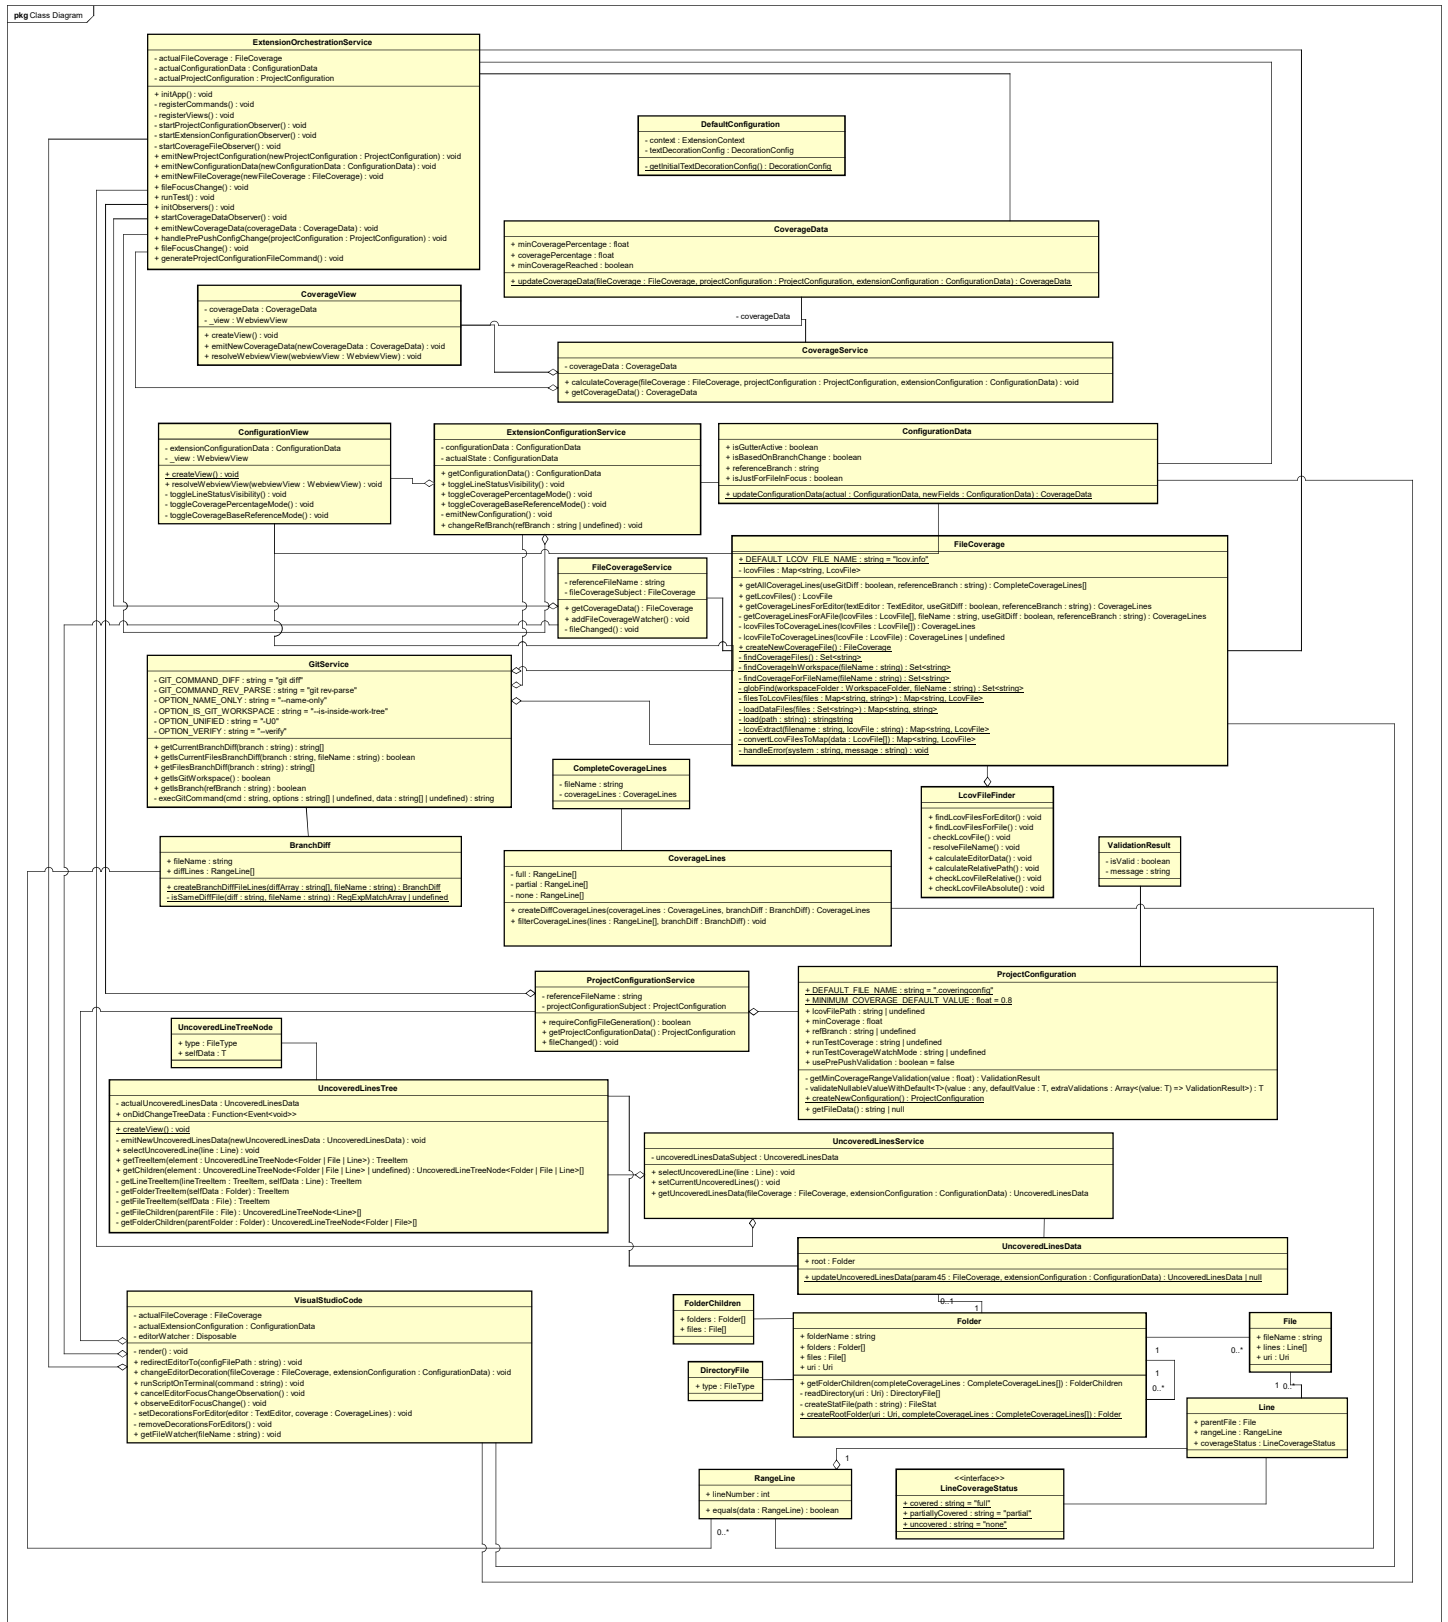 pkg Class Diagram
ExtensionOrchestrationService
- actualFileCoverage : FileCoverage
- actualConfigurationData : ConfigurationData
- actualProjectConfiguration : ProjectConfiguration
+ initApp() : void
- registerCommands() : void
- registerViews() : void
- startProjectConfigurationObserver() : void
- startExtensionConfigurationObserver() : void
- startCoverageFileObserver() : void
+ emitNewProjectConfiguration(newProjectConfiguration : ProjectConfiguration) : void
+ emitNewConfigurationData(newConfigurationData : ConfigurationData) : void
+ emitNewFileCoverage(newFileCoverage : FileCoverage) : void
+ fileFocusChange() : void
+ runTest() : void
+ initObservers() : void
+ startCoverageDataObserver() : void
+ emitNewCoverageData(coverageData : CoverageData) : void
+ handlePrePushConfigChange(projectConfiguration : ProjectConfiguration) : void
+ fileFocusChange() : void
+ generateProjectConfigurationFileCommand() : void
DefaultConfiguration
- context : ExtensionContext
- textDecorationConfig : DecorationConfig
- getInitialTextDecorationConfig() : DecorationConfig
CoverageData
+ minCoveragePercentage : float
+ coveragePercentage : float
+ minCoverageReached : boolean
+ updateCoverageData(fileCoverage : FileCoverage, projectConfiguration : ProjectConfiguration, extensionConfiguration : ConfigurationData) : CoverageData
CoverageView
- coverageData : CoverageData
- _view : WebviewView
+ createView() : void
+ emitNewCoverageData(newCoverageData : CoverageData) : void
+ resolveWebviewView(webviewView : WebviewView) : void
- coverageData
CoverageService
- coverageData : CoverageData
+ calculateCoverage(fileCoverage : FileCoverage, projectConfiguration : ProjectConfiguration, extensionConfiguration : ConfigurationData) : void
+ getCoverageData() : CoverageData
ConfigurationView
- extensionConfigurationData : ConfigurationData
- _view : WebviewView
+ createView() : void
+ resolveWebviewView(webviewView : WebviewView) : void
- toggleLineStatusVisibility() : void
- toggleCoveragePercentageMode() : void
- toggleCoverageBaseReferenceMode() : void
ExtensionConfigurationService
- configurationData : ConfigurationData
- actualState : ConfigurationData
+ getConfigurationData() : ConfigurationData
+ toggleLineStatusVisibility() : void
+ toggleCoveragePercentageMode() : void
+ toggleCoverageBaseReferenceMode() : void
- emitNewConfiguration() : void
+ changeRefBranch(refBranch : string | undefined) : void
ConfigurationData
+ isGutterActive : boolean
+ isBasedOnBranchChange : boolean
+ referenceBranch : string
+ isJustForFileInFocus : boolean
+ updateConfigurationData(actual : ConfigurationData, newFields : ConfigurationData) : CoverageData
FileCoverage
+ DEFAULT_LCOV_FILE_NAME : string = "lcov.info"
- lcovFiles : Map<string, LcovFile>
+ getAllCoverageLines(useGitDiff : boolean, referenceBranch : string) : CompleteCoverageLines[]
+ getLcovFiles() : LcovFile
+ getCoverageLinesForEditor(textEditor : TextEditor, useGitDiff : boolean, referenceBranch : string) : CoverageLines
- getCoverageLinesForAFile(lcovFiles : LcovFile[], fileName : string, useGitDiff : boolean, referenceBranch : string) : CoverageLines
- lcovFilesToCoverageLines(lcovFiles : LcovFile[]) : CoverageLines
- lcovFileToCoverageLines(lcovFile : LcovFile) : CoverageLines | undefined
+ createNewCoverageFile() : FileCoverage
- findCoverageFiles() : Set<string>
- findCoverageInWorkspace(fileName : string) : Set<string>
- findCoverageForFileName(fileName : string) : Set<string>
- globFind(workspaceFolder : WorkspaceFolder, fileName : string) : Set<string>
- filesToLcovFiles(files : Map<string, string>) : Map<string, LcovFile>
- loadDataFiles(files : Set<string>) : Map<string, string>
- load(path : string) : stringstring
- lcovExtract(filename : string, lcovFile : string) : Map<string, LcovFile>
- convertLcovFilesToMap(data : LcovFile[]) : Map<string, LcovFile>
- handleError(system : string, message : string) : void
FileCoverageService
- referenceFileName : string
- fileCoverageSubject : FileCoverage
+ getCoverageData() : FileCoverage
+ addFileCoverageWatcher() : void
- fileChanged() : void
GitService
- GIT_COMMAND_DIFF : string = "git diff"
- GIT_COMMAND_REV_PARSE : string = "git rev-parse"
- OPTION_NAME_ONLY : string = "--name-only"
- OPTION_IS_GIT_WORKSPACE : string = "--is-inside-work-tree"
- OPTION_UNIFIED : string = "-U0"
- OPTION_VERIFY : string = "--verify"
+ getCurrentBranchDiff(branch : string) : string[]
+ getIsCurrentFilesBranchDiff(branch : string, fileName : string) : boolean
+ getFilesBranchDiff(branch : string) : string[]
+ getIsGitWorkspace() : boolean
+ getIsBranch(refBranch : string) : boolean
- execGitCommand(cmd : string, options : string[] | undefined, data : string[] | undefined) : string
CompleteCoverageLines
- fileName : string
- coverageLines : CoverageLines
LcovFileFinder
+ findLcovFilesForEditor() : void
+ findLcovFilesForFile() : void
- checkLcovFile() : void
- resolveFileName() : void
+ calculateEditorData() : void
+ calculateRelativePath() : void
+ checkLcovFileRelative() : void
+ checkLcovFileAbsolute() : void
ValidationResult
- isValid : boolean
- message : string
BranchDiff
+ fileName : string
+ diffLines : RangeLine[]
+ createBranchDiffFileLines(diffArray : string[], fileName : string) : BranchDiff
- isSameDiffFile(diff : string, fileName : string) : RegExpMatchArray | undefined
CoverageLines
- full : RangeLine[]
- partial : RangeLine[]
- none : RangeLine[]
+ createDiffCoverageLines(coverageLines : CoverageLines, branchDiff : BranchDiff) : CoverageLines
+ filterCoverageLines(lines : RangeLine[], branchDiff : BranchDiff) : void
ProjectConfigurationService
- referenceFileName : string
- projectConfigurationSubject : ProjectConfiguration
+ requireConfigFileGeneration() : boolean
+ getProjectConfigurationData() : ProjectConfiguration
+ fileChanged() : void
ProjectConfiguration
+ DEFAULT_FILE_NAME : string = ".coveringconfig"
+ MINIMUM_COVERAGE_DEFAULT_VALUE : float = 0.8
+ lcovFilePath : string | undefined
+ minCoverage : float
+ refBranch : string | undefined
+ runTestCoverage : string | undefined
+ runTestCoverageWatchMode : string | undefined
+ usePrePushValidation : boolean = false
- getMinCoverageRangeValidation(value : float) : ValidationResult
- validateNullableValueWithDefault<T>(value : any, defaultValue : T, extraValidations : Array<(value: T) => ValidationResult>) : T
+ createNewConfiguration() : ProjectConfiguration
+ getFileData() : string | null
UncoveredLineTreeNode
+ type : FileType
+ selfData : T
UncoveredLinesTree
- actualUncoveredLinesData : UncoveredLinesData
+ onDidChangeTreeData : Function<Event<void>>
+ createView() : void
- emitNewUncoveredLinesData(newUncoveredLinesData : UncoveredLinesData) : void
+ selectUncoveredLine(line : Line) : void
+ getTreeItem(element : UncoveredLineTreeNode<Folder | File | Line>) : TreeItem
+ getChildren(element : UncoveredLineTreeNode<Folder | File | Line> | undefined) : UncoveredLineTreeNode<Folder | File | Line>[]
- getLineTreeItem(lineTreeItem : TreeItem, selfData : Line) : TreeItem
- getFolderTreeItem(selfData : Folder) : TreeItem
- getFileTreeItem(selfData : File) : TreeItem
- getFileChildren(parentFile : File) : UncoveredLineTreeNode<Line>[]
- getFolderChildren(parentFolder : Folder) : UncoveredLineTreeNode<Folder | File>[]
UncoveredLinesService
- uncoveredLinesDataSubject : UncoveredLinesData
+ selectUncoveredLine(line : Line) : void
+ setCurrentUncoveredLines() : void
+ getUncoveredLinesData(fileCoverage : FileCoverage, extensionConfiguration : ConfigurationData) : UncoveredLinesData
UncoveredLinesData
+ root : Folder
+ updateUncoveredLinesData(param45 : FileCoverage, extensionConfiguration : ConfigurationData) : UncoveredLinesData | null
VisualStudioCode
- actualFileCoverage : FileCoverage
- actualExtensionConfiguration : ConfigurationData
- editorWatcher : Disposable
- render() : void
+ redirectEditorTo(configFilePath : string) : void
+ changeEditorDecoration(fileCoverage : FileCoverage, extensionConfiguration : ConfigurationData) : void
+ runScriptOnTerminal(command : string) : void
+ cancelEditorFocusChangeObservation() : void
+ observeEditorFocusChange() : void
- setDecorationsForEditor(editor : TextEditor, coverage : CoverageLines) : void
- removeDecorationsForEditors() : void
+ getFileWatcher(fileName : string) : void
FolderChildren
+ folders : Folder[]
+ files : File[]
0..1
1
Folder
+ folderName : string
+ folders : Folder[]
+ files : File[]
+ uri : Uri
+ getFolderChildren(completeCoverageLines : CompleteCoverageLines[]) : FolderChildren
- readDirectory(uri : Uri) : DirectoryFile[]
- createStatFile(path : string) : FileStat
+ createRootFolder(uri : Uri, completeCoverageLines : CompleteCoverageLines[]) : Folder
1
0..*
1
0..*
File
+ fileName : string
+ lines : Line[]
+ uri : Uri
DirectoryFile
+ type : FileType
1
0..*
Line
+ parentFile : File
+ rangeLine : RangeLine
+ coverageStatus : LineCoverageStatus
1
RangeLine
+ lineNumber : int
+ equals(data : RangeLine) : boolean
0..*
<<interface>>
LineCoverageStatus
+ covered : string = "full"
+ partiallyCovered : string = "partial"
+ uncovered : string = "none"